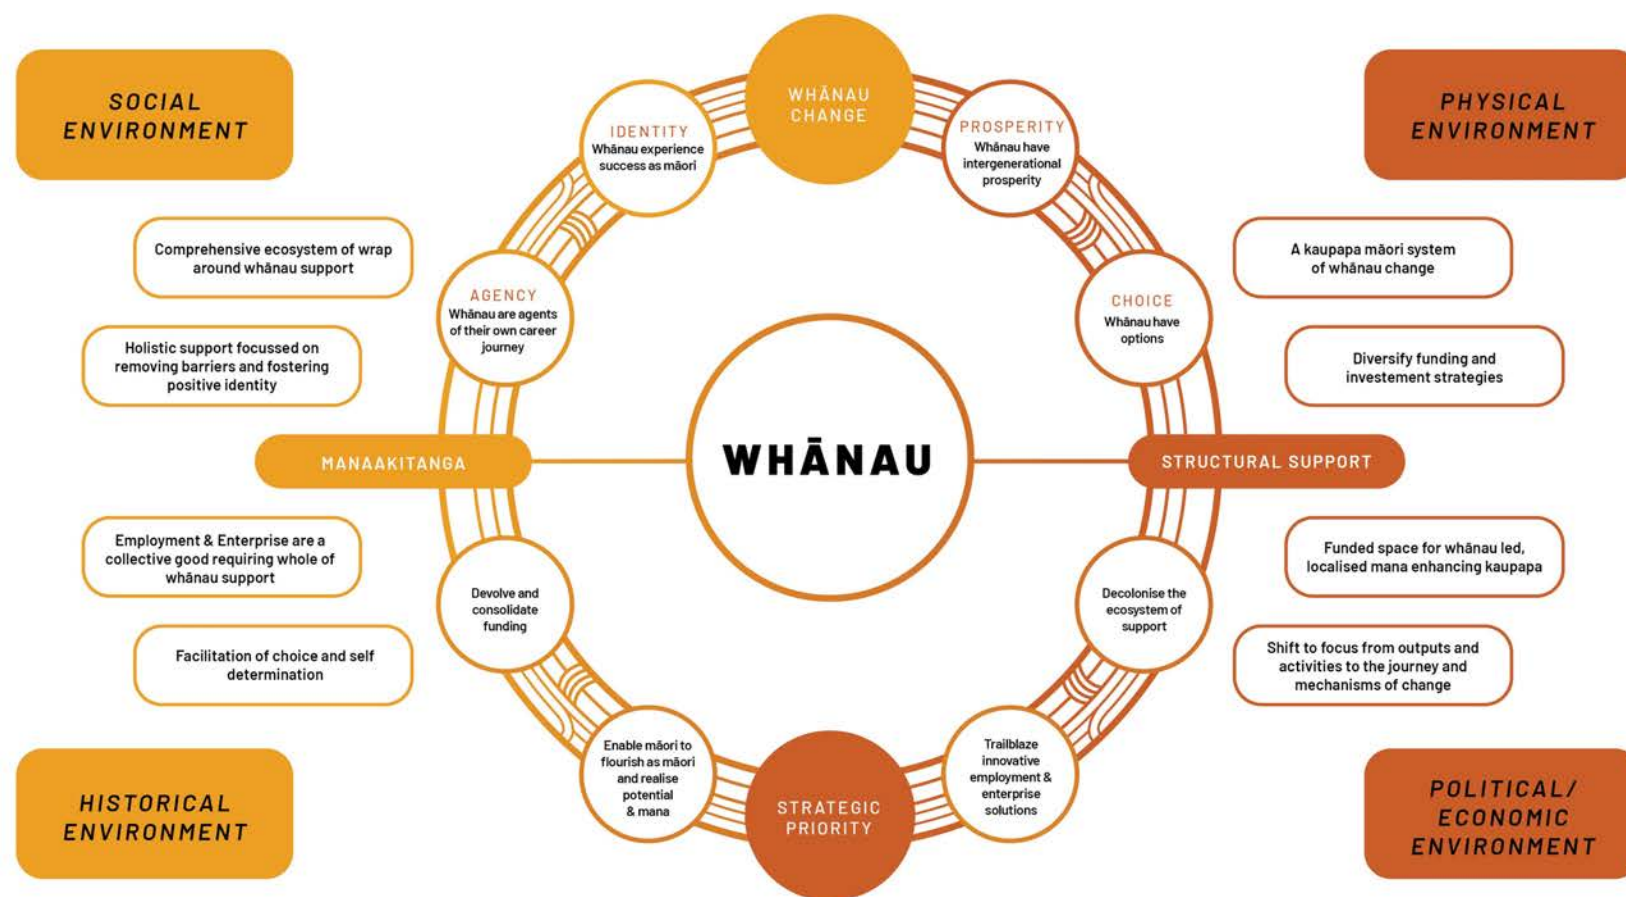 SOCIAL
ENVIRONMENT
WHĀNAU
CHANGE
PHYSICAL
ENVIRONMENT
IDENTITY
Whānau experience
success as māori
PROSPERITY
Whānau have
intergenerational
prosperity
Comprehensive ecosystem of wrap
around whānau support
AGENCY
Whānau are agents
of their own career
journey
CHOICE
Whānau have
options
A kaupapa māori system
of whānau change
Holistic support focussed on
removing barriers and fostering
positive identity
Diversify funding and
investement strategies
MANAAKITANGA
WHĀNAU
STRUCTURAL SUPPORT
Employment & Enterprise are a
collective good requiring whole of
whānau support
Devolve and
consolidate
funding
Decolonise the
ecosystem of
support
Funded space for whānau led,
localised mana enhancing kaupapa
Facilitation of choice and self
determination
Shift to focus from outputs and
activities to the journey and
mechanisms of change
Enable māori to
flourish as māori
and realise
potential
& mana
STRATEGIC
PRIORITY
Trailblaze
innovative
employment &
enterprise
solutions
HISTORICAL
ENVIRONMENT
POLITICAL/
ECONOMIC
ENVIRONMENT